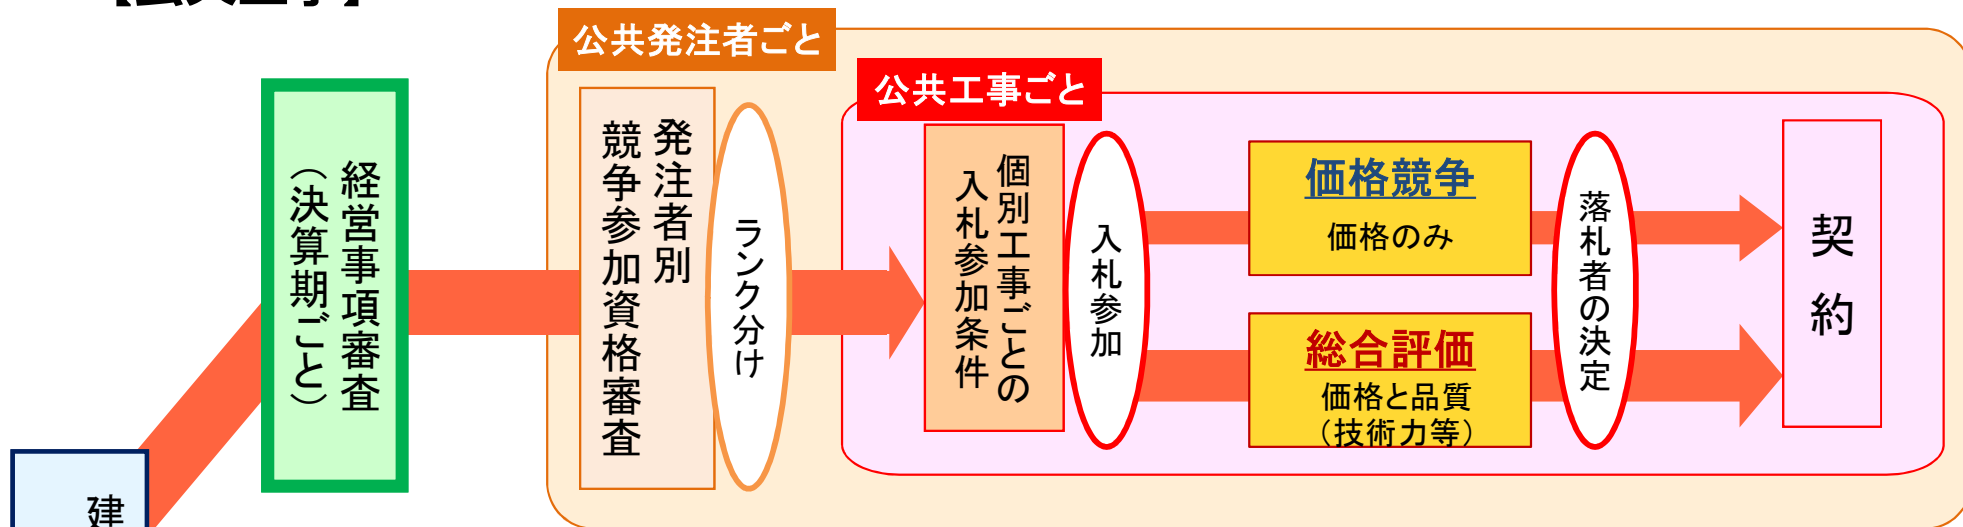 公共発注者ごと
公共工事ごと
経営事項審査
（決算期ごと）
発注者別
競争参加資格審査
ランク分け
個別工事ごとの
入札参加条件
入札参加
価格競争
価格のみ
総合評価
価格と品質
（技術力等）
落札者の決定
契約
建